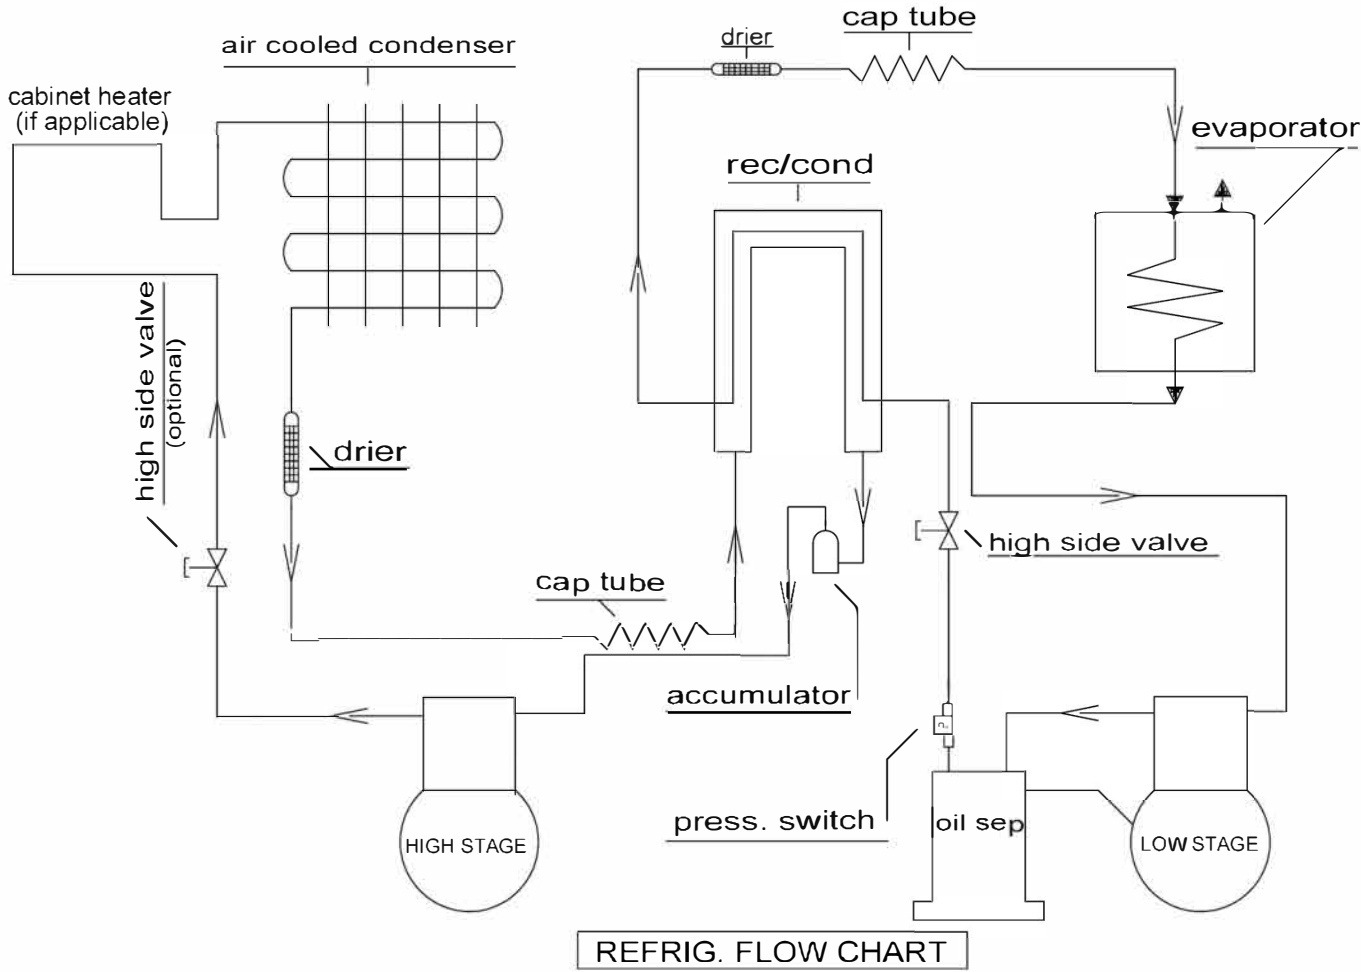 cap tube
drier
air cooled condenser
cabinet heater
(if applicable)
evaporator
rec/cond
high side valve
(optional)
drier
high side valve
cap tube
accumulator
press. switch
oil sep
HIGH STAGE
LOW STAGE
REFRIG. FLOW CHART